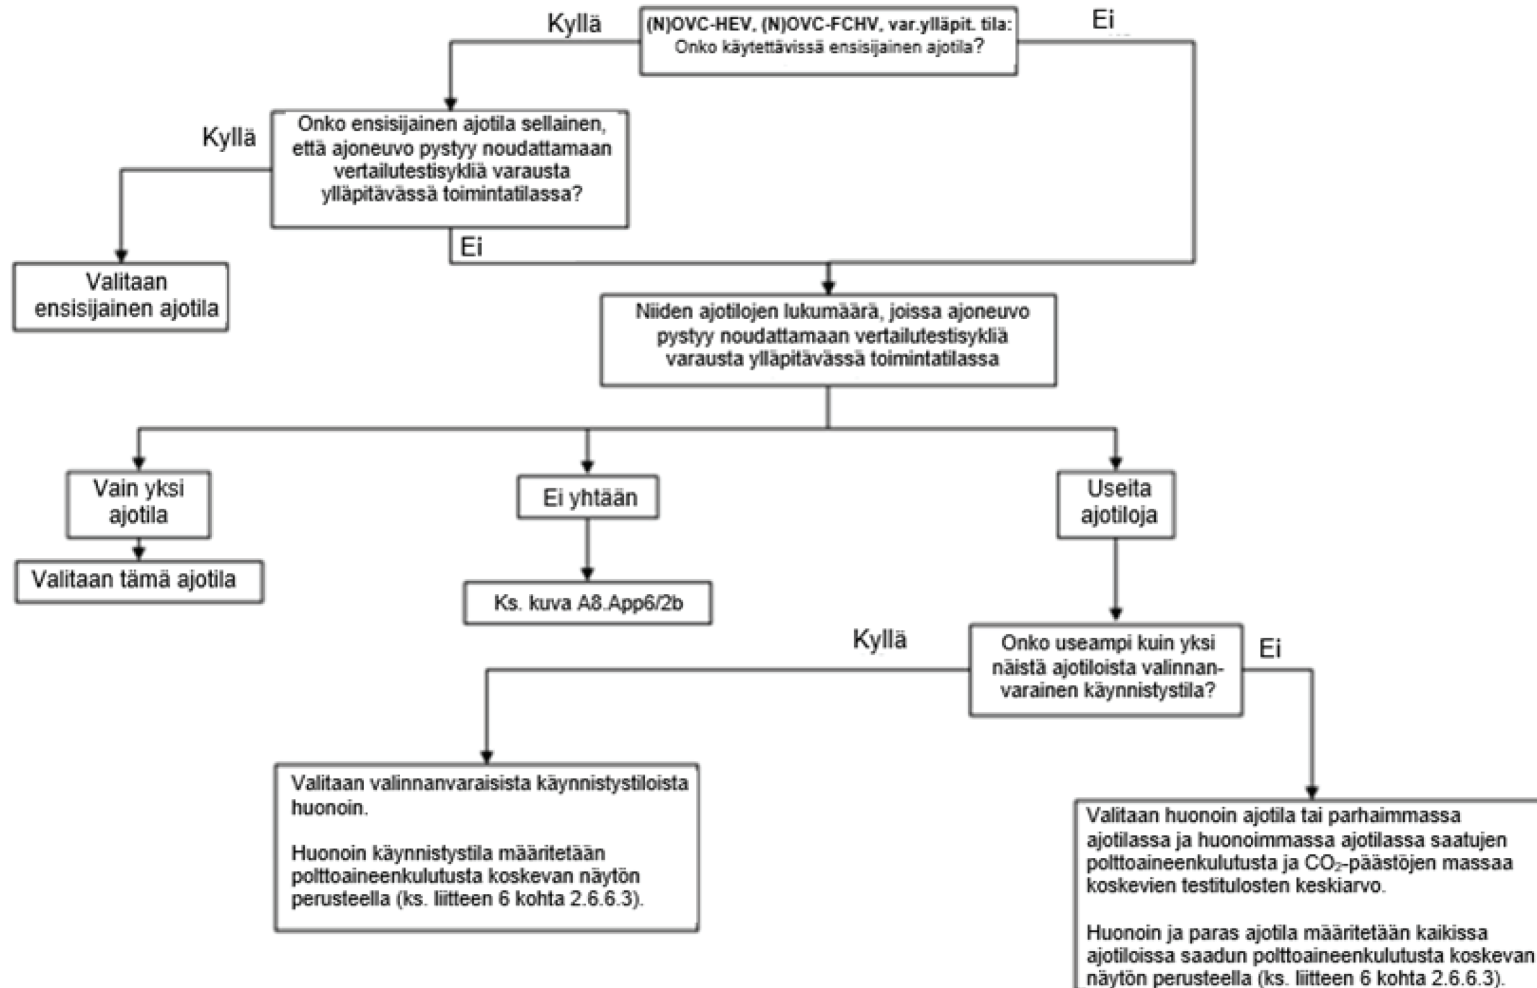 Kyllä
(N)OVC-HEV, (N)OVC-FCHV, var.ylläpit. tila:
Onko käytettävissä ensisijainen ajotila?
Ei
Kyllä
Onko ensisijainen ajotila sellainen,
että ajoneuvo pystyy noudattamaan
vertailutestisykliä varausta
ylläpitävässä toimintatilassa?
Ei
Valitaan
ensisijainen ajotila
Niiden ajotilojen lukumäärä, joissa ajoneuvo
pystyy noudattamaan vertailutestisykliä
varausta ylläpitävässä toimintatilassa
Vain yksi
ajotila
Valitaan tämä ajotila
Ei yhtään
Ks. kuva A8.App6/2b
Useita
ajotiloja
Kyllä
Onko useampi kuin yksi
näistä ajotiloista valinnan-
varainen käynnistystila?
Ei
Valitaan valinnanvaraisista käynnistystiloista
huonoin.
Huonoin käynnistystila määritetään
polttoaineenkulutusta koskevan näytön
perusteella (ks. liitteen 6 kohta 2.6.6.3).
Valitaan huonoin ajotila tai parhaimmassa
ajotilassa ja huonoimmassa ajotilassa saatujen
polttoaineenkulutusta ja CO₂-päästöjen massaa
koskevien testitulosten keskiarvo.
Huonoin ja paras ajotila määritetään kaikissa
ajotiloissa saadun polttoaineenkulutusta koskevan
näytön perusteella (ks. liitteen 6 kohta 2.6.6.3).